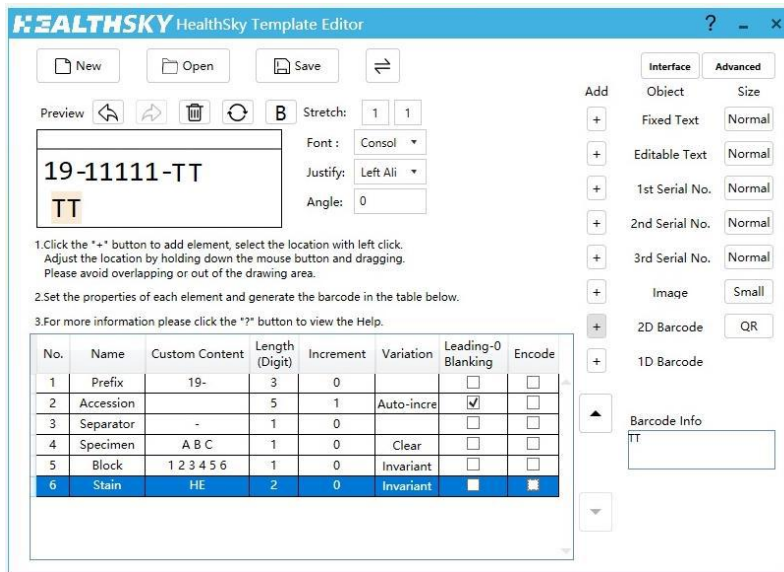 HEALTHSKY HealthSky Template Editor ? – ×
New Open Save ⇌ Interface Advanced
Add Object Size
Preview B Stretch: 1 1
Font : Consol
Justify: Left Ali
Angle: 0
19-11111-TT
TT
+ Fixed Text Normal
+ Editable Text Normal
+ 1st Serial No. Normal
+ 2nd Serial No. Normal
+ 3rd Serial No. Normal
+ Image Small
+ 2D Barcode QR
+ 1D Barcode
1.Click the "+" button to add element, select the location with left click.
Adjust the location by holding down the mouse button and dragging.
Please avoid overlapping or out of the drawing area.
2.Set the properties of each element and generate the barcode in the table below.
3.For more information please click the "?" button to view the Help.
No. Name Custom Content Length (Digit) Increment Variation Leading-0 Blanking Encode
1 Prefix 19- 3 0
2 Accession 5 1 Auto-incre
3 Separator - 1 0
4 Specimen A B C 1 0 Clear
5 Block 1 2 3 4 5 6 1 0 Invariant
6 Stain HE 2 0 Invariant
Barcode Info
TT